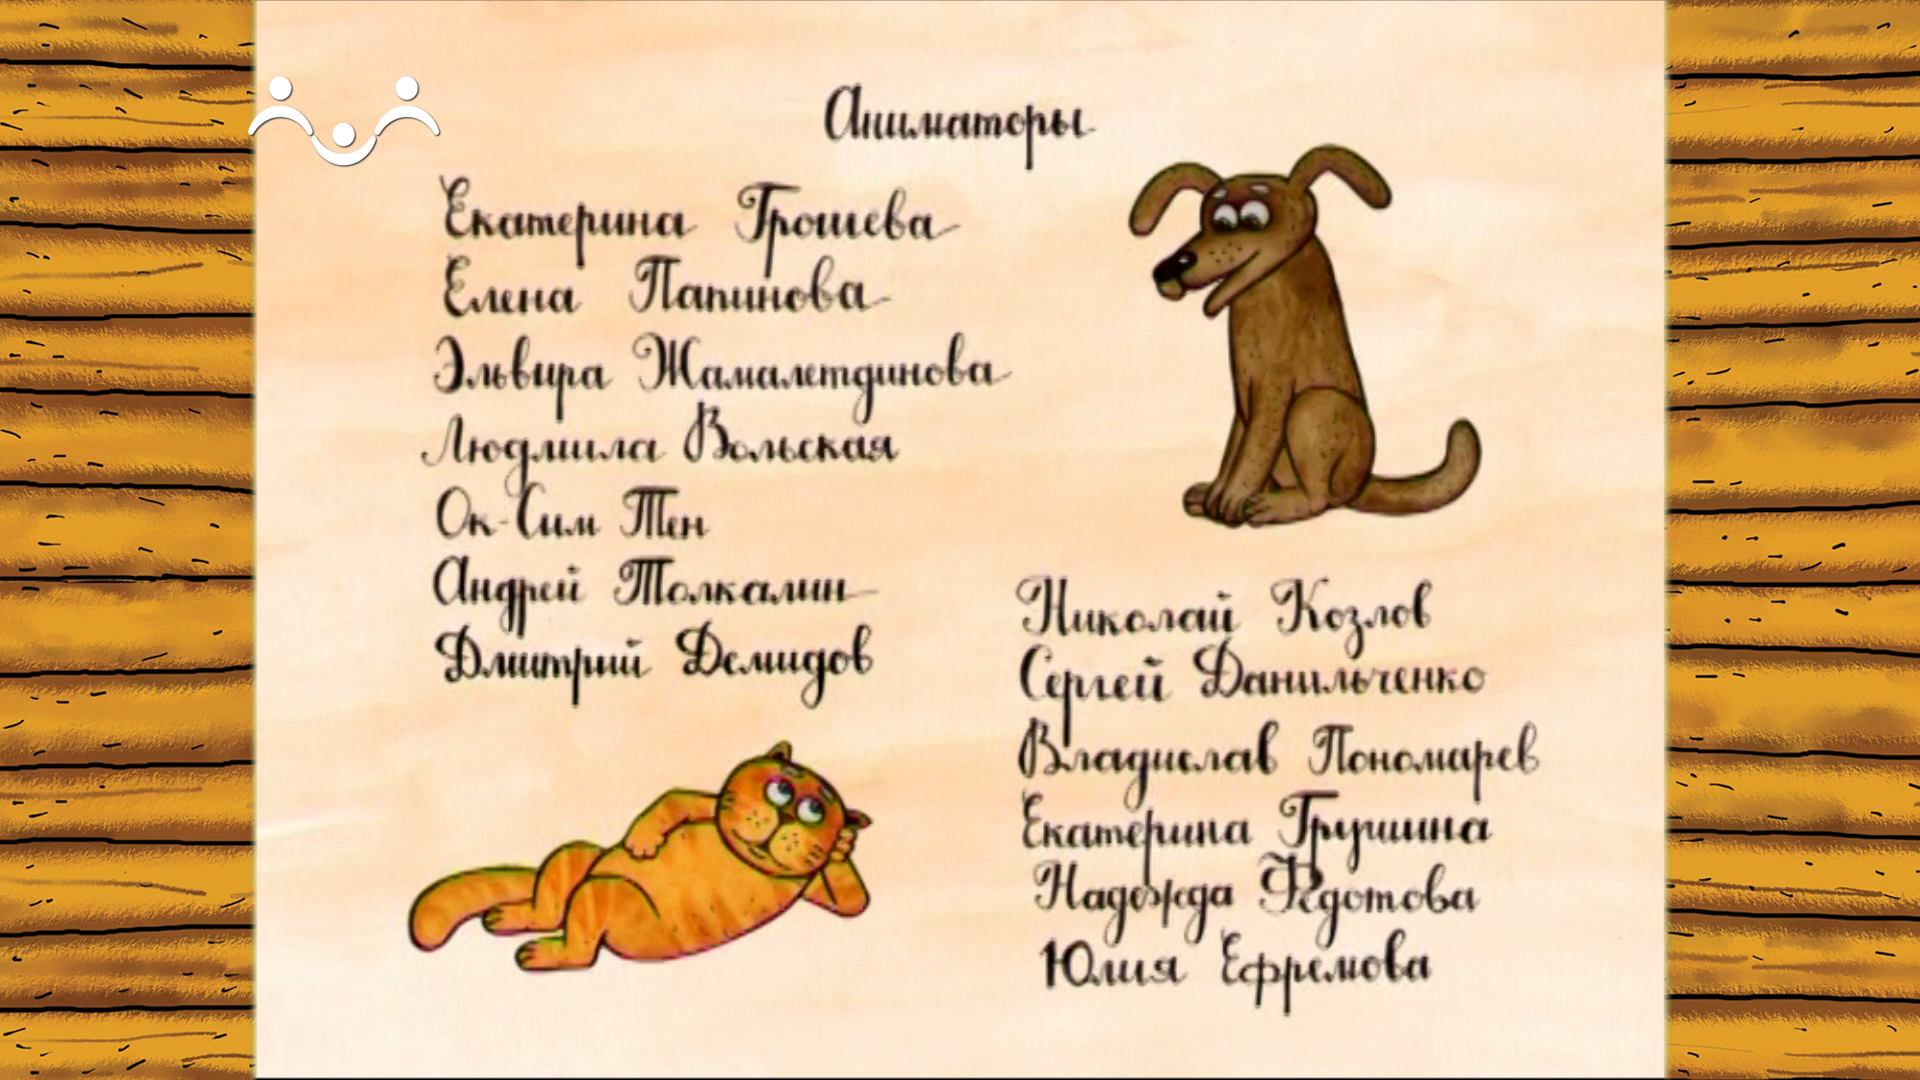 Аниматоры
Екатерина Грошева
Елена Папинова
Эльвира Жамалетдинова
Людмила Вольская
Ок-Сим Тен
Андрей Толкалин
Дмитрий Демидов
Николай Козлов
Сергей Данильченко
Владислав Пономарев
Екатерина Грушина
Надежда Федотова
Юлия Ефремова